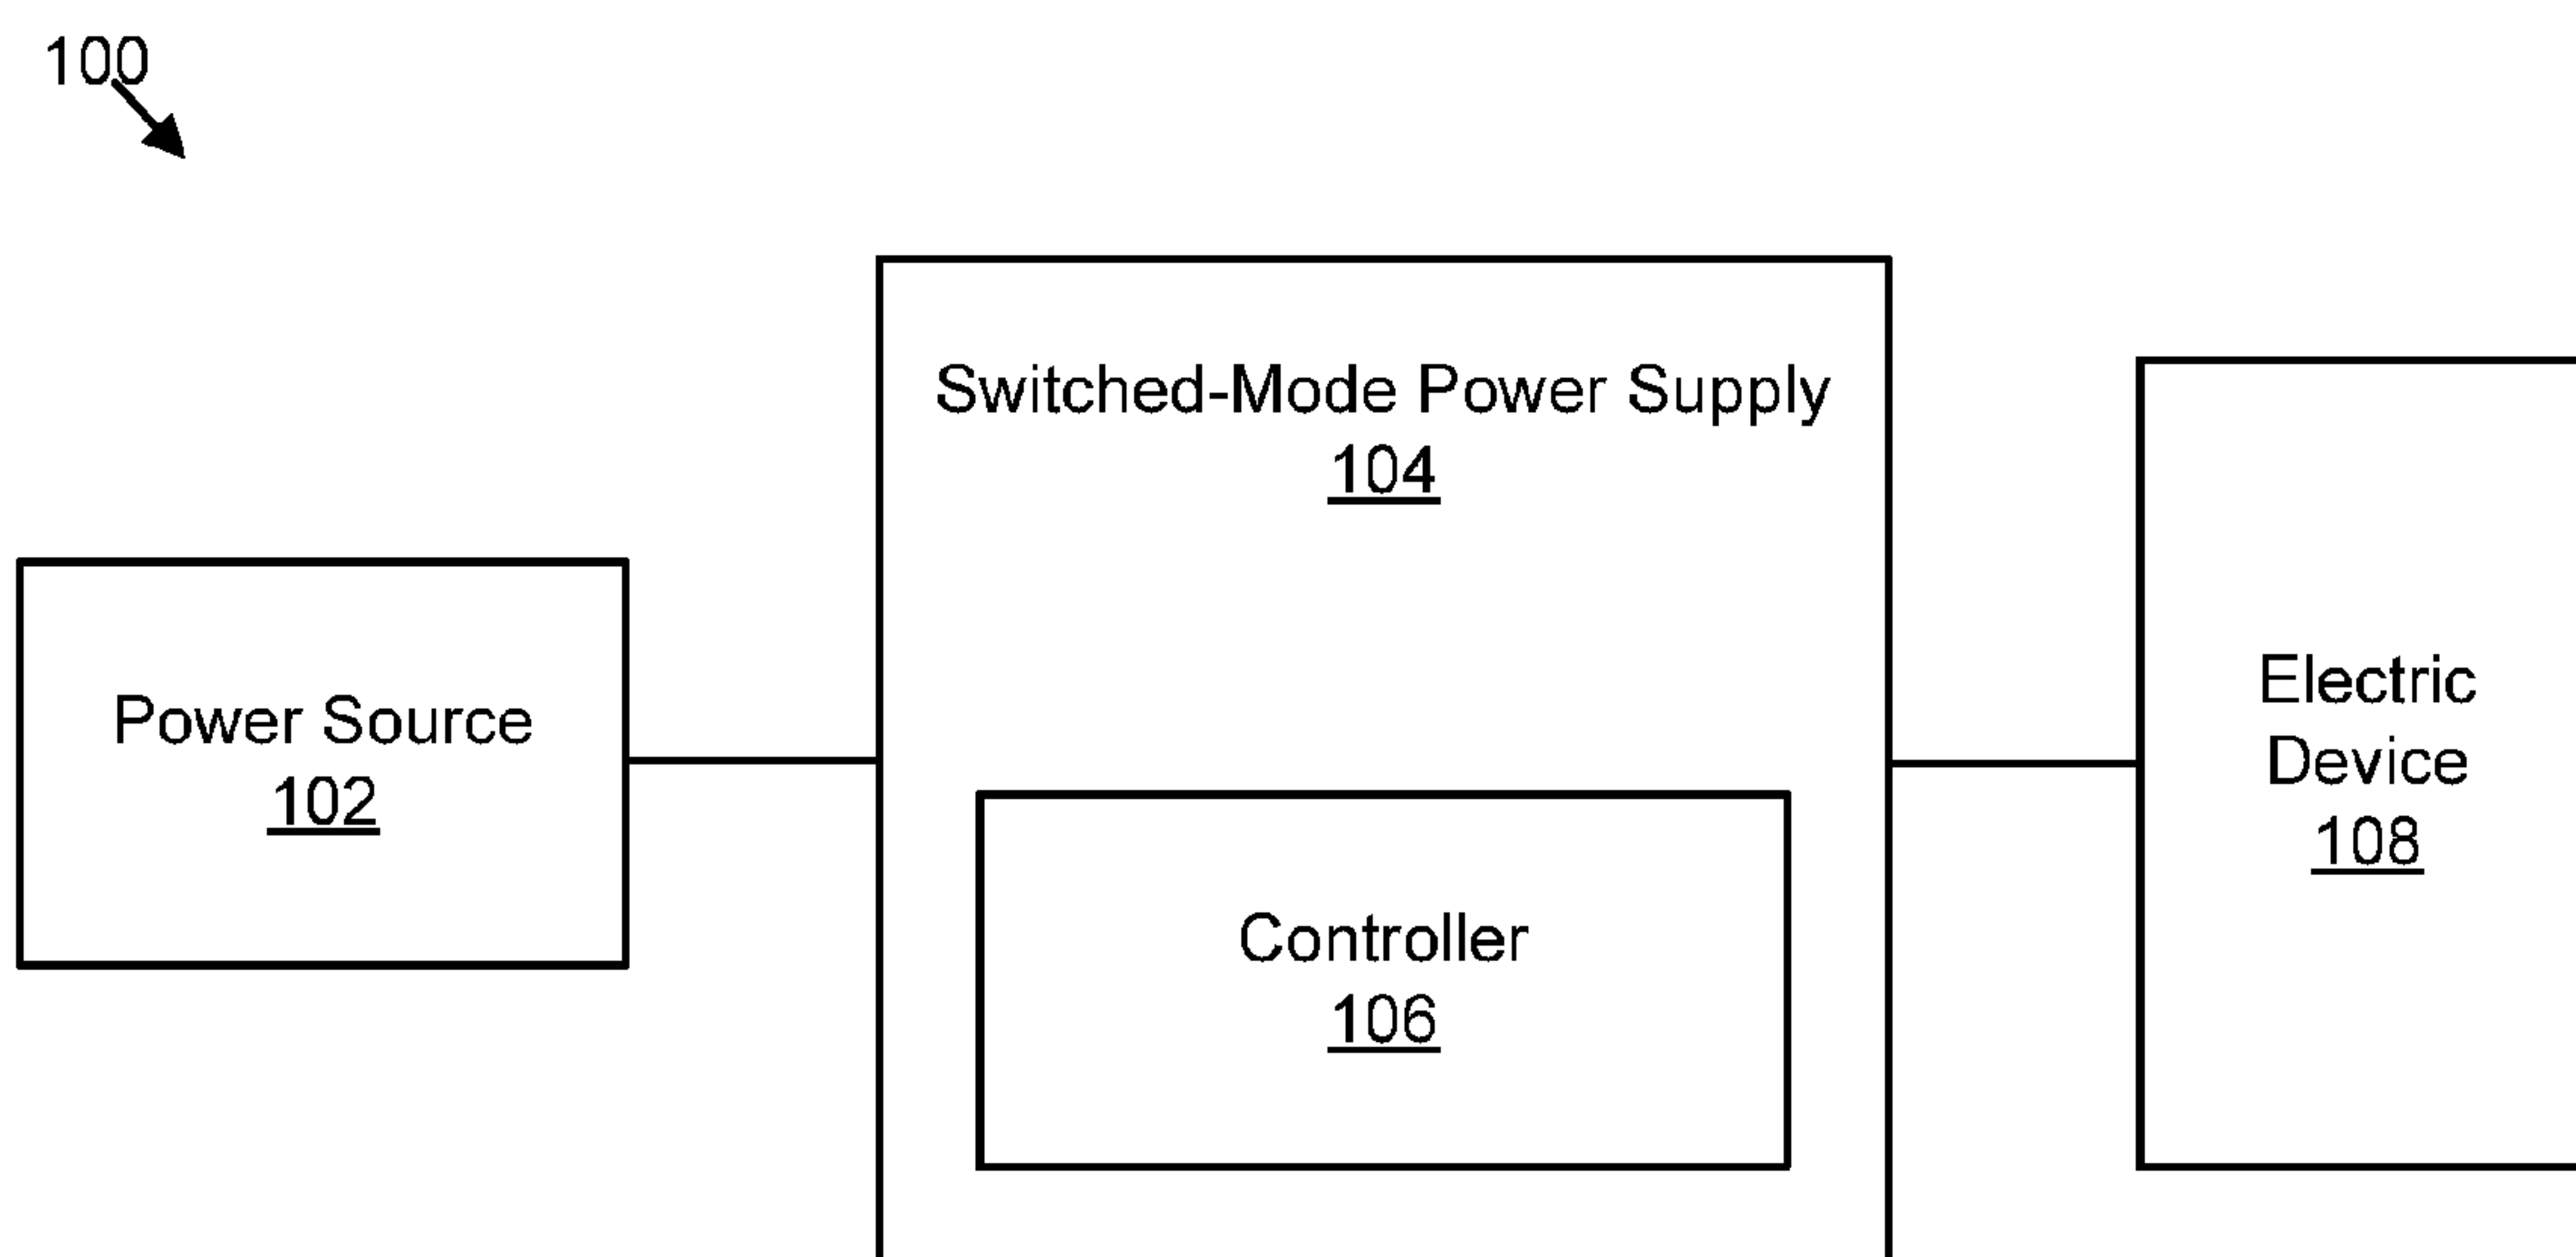 100
Switched-Mode Power Supply
104
Power Source
102
Electric
Device
108
Controller
106